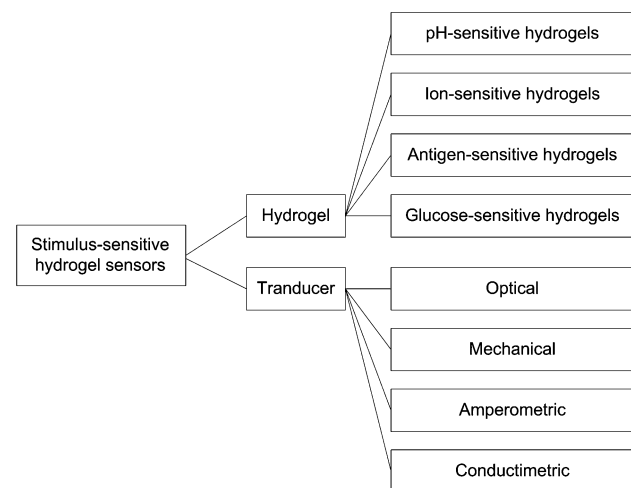 pH-sensitive hydrogels
Ion-sensitive hydrogels
Antigen-sensitive hydrogels
Hydrogel
Glucose-sensitive hydrogels
Stimulus-sensitive
hydrogel sensors
Tranducer
Optical
Mechanical
Amperometric
Conductimetric